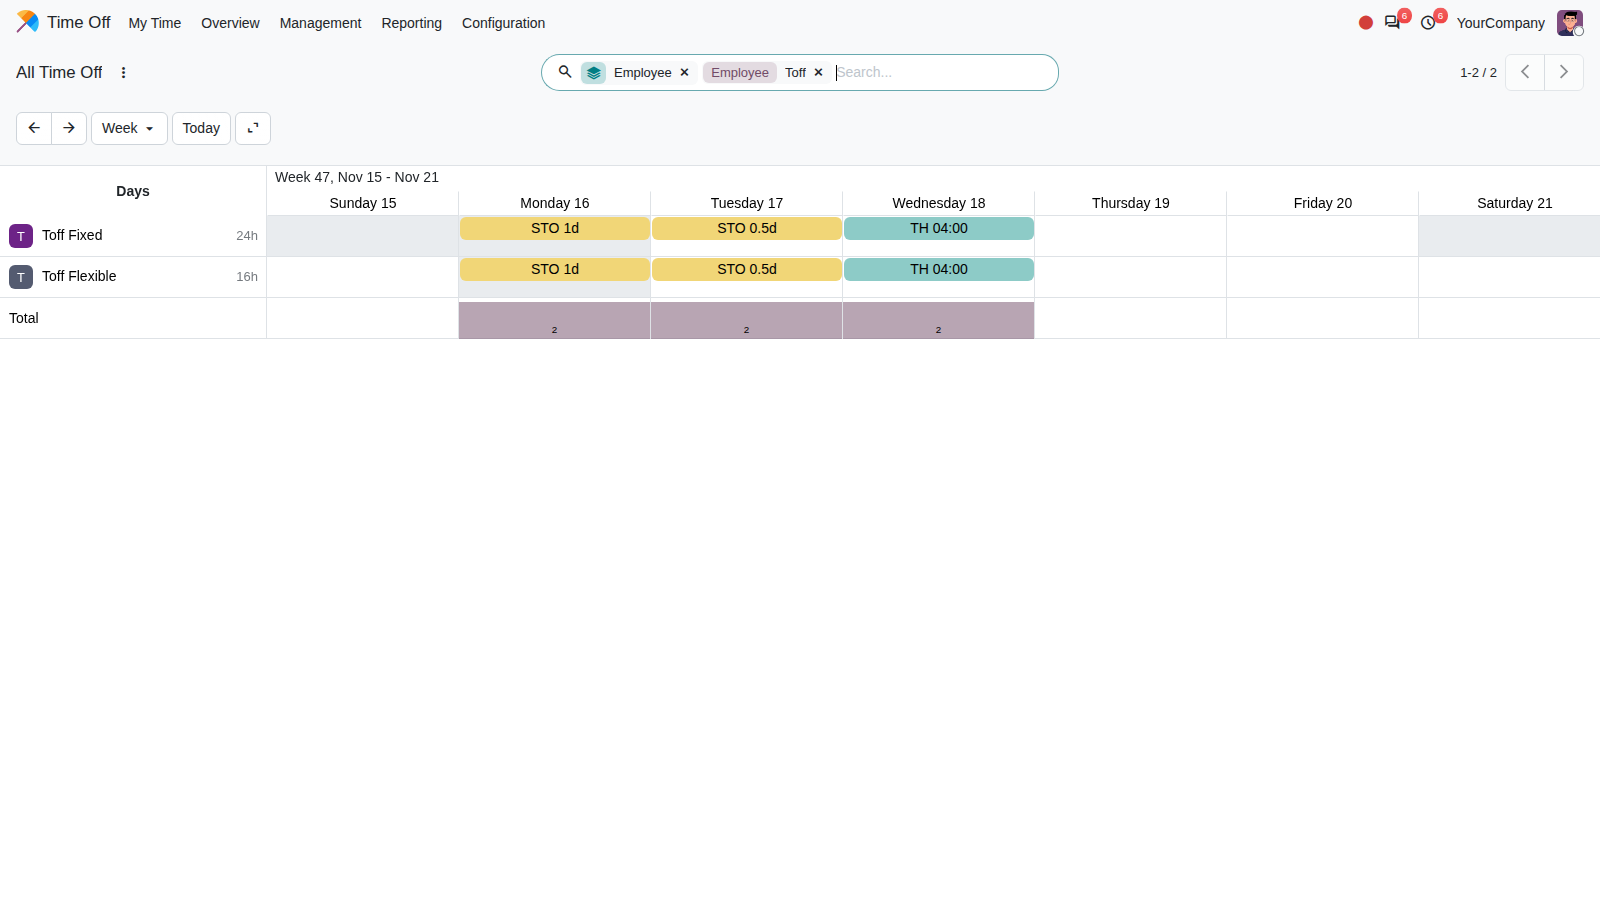 Time Off My Time Overview Management Reporting Configuration 6 6 YourCompany
All Time Off Employee × Employee Toff × Search... 1-2 / 2
Week Today
Days Week 47, Nov 15 - Nov 21
Sunday 15 Monday 16 Tuesday 17 Wednesday 18 Thursday 19 Friday 20 Saturday 21
T Toff Fixed 24h STO 1d STO 0.5d TH 04:00
T Toff Flexible 16h STO 1d STO 0.5d TH 04:00
Total 2 2 2